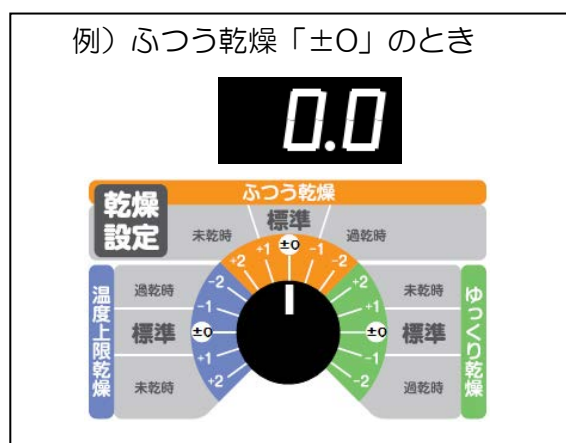 例）ふつう乾燥「±0」のとき
0.0
ふつう乾燥
乾燥
設定
標準
未乾時
過乾時
+2 +1 ±0 -1 -2
温度上限乾燥
過乾時
標準
未乾時
-2
-1
±0
+1
+2
+2
+1
±0
-1
-2
未乾時
標準
過乾時
ゆっくり乾燥